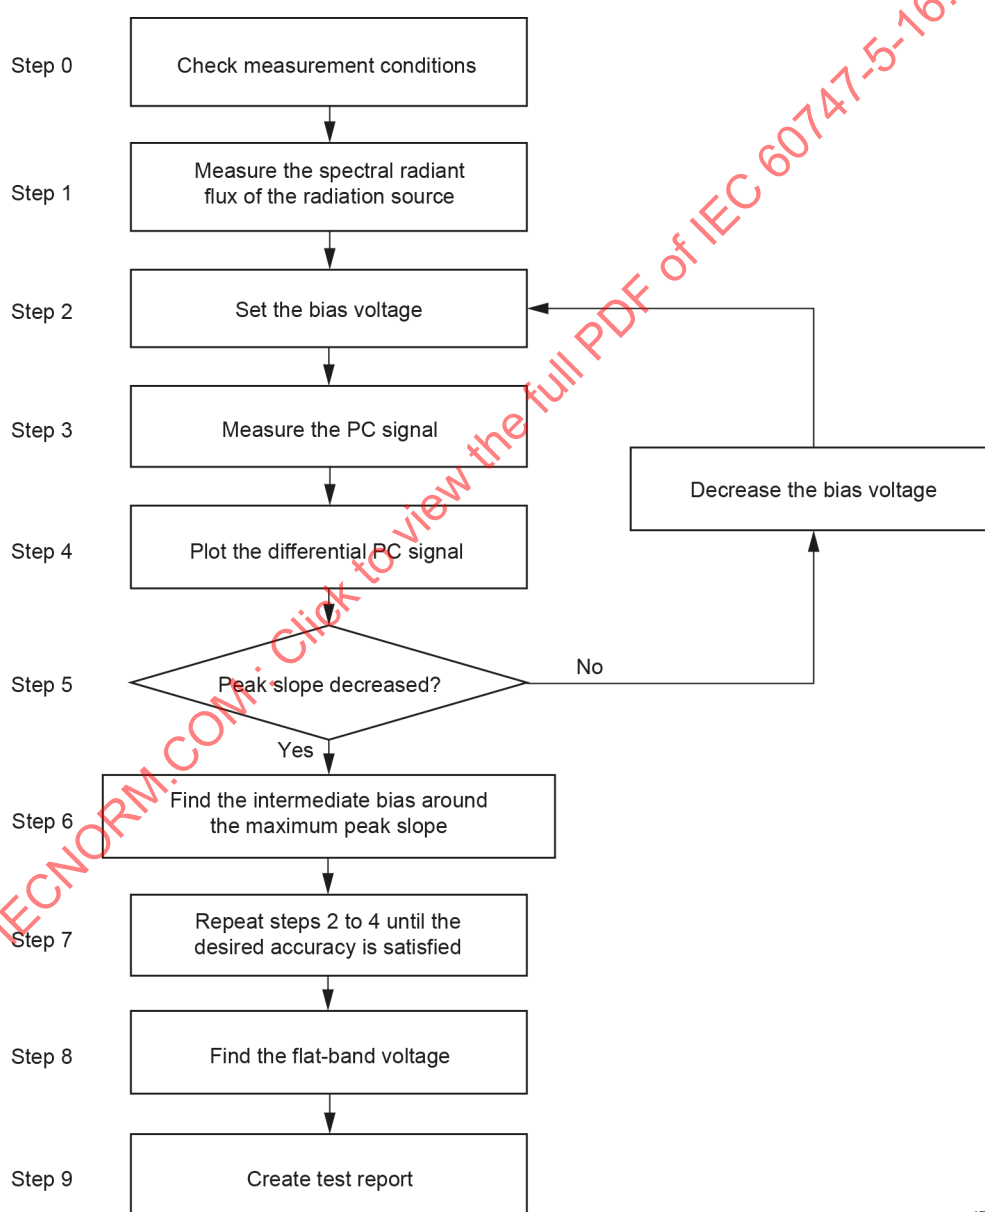 Step 0
Check measurement conditions
Step 1
Measure the spectral radiant
flux of the radiation source
Step 2
Set the bias voltage
Step 3
Measure the PC signal
Decrease the bias voltage
Step 4
Plot the differential PC signal
Step 5
Peak slope decreased?
No
Yes
Step 6
Find the intermediate bias around
the maximum peak slope
Step 7
Repeat steps 2 to 4 until the
desired accuracy is satisfied
Step 8
Find the flat-band voltage
Step 9
Create test report
IECNORM.COM : Click to view the full PDF of IEC 60747-5-16: